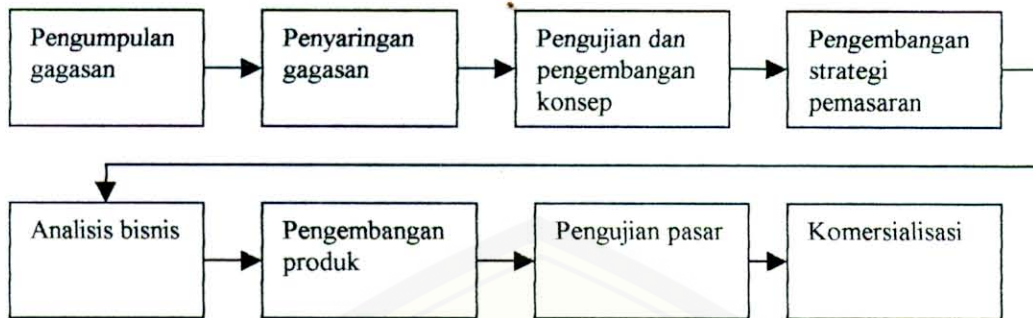 Pengumpulan
gagasan
Penyaringan
gagasan
Pengujian dan
pengembangan
konsep
Pengembangan
strategi
pemasaran
Analisis bisnis
Pengembangan
produk
Pengujian pasar
Komersialisasi